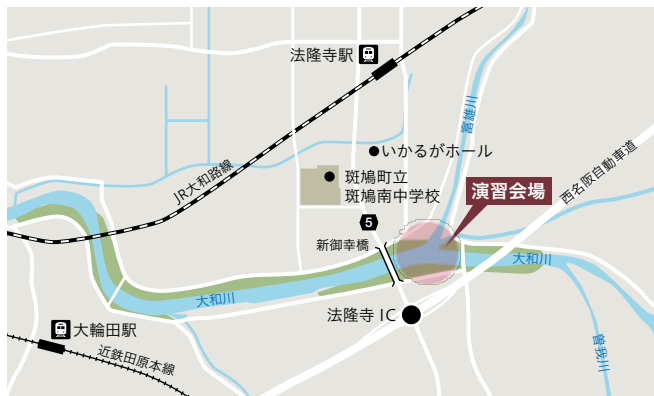 法隆寺駅
富雄川
いかるがホール
西名阪自動車道
JR大和路線
斑鳩町立
斑鳩南中学校
演習会場
5
新御幸橋
大和川
大和川
法隆寺 IC
大輪田駅
近鉄田原本線
曽我川